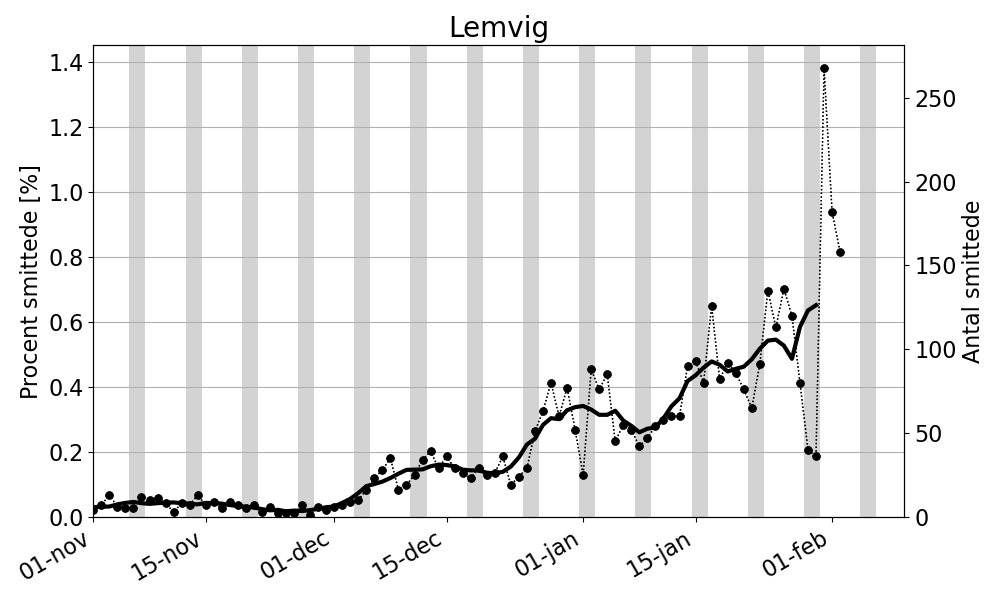 Lemvig
Procent smittede [%]
1.4
1.2
1.0
0.8
0.6
0.4
0.2
0.0
250
200
150
100
50
0
Antal smittede
01-nov
15-nov
01-dec
15-dec
01-jan
15-jan
01-feb